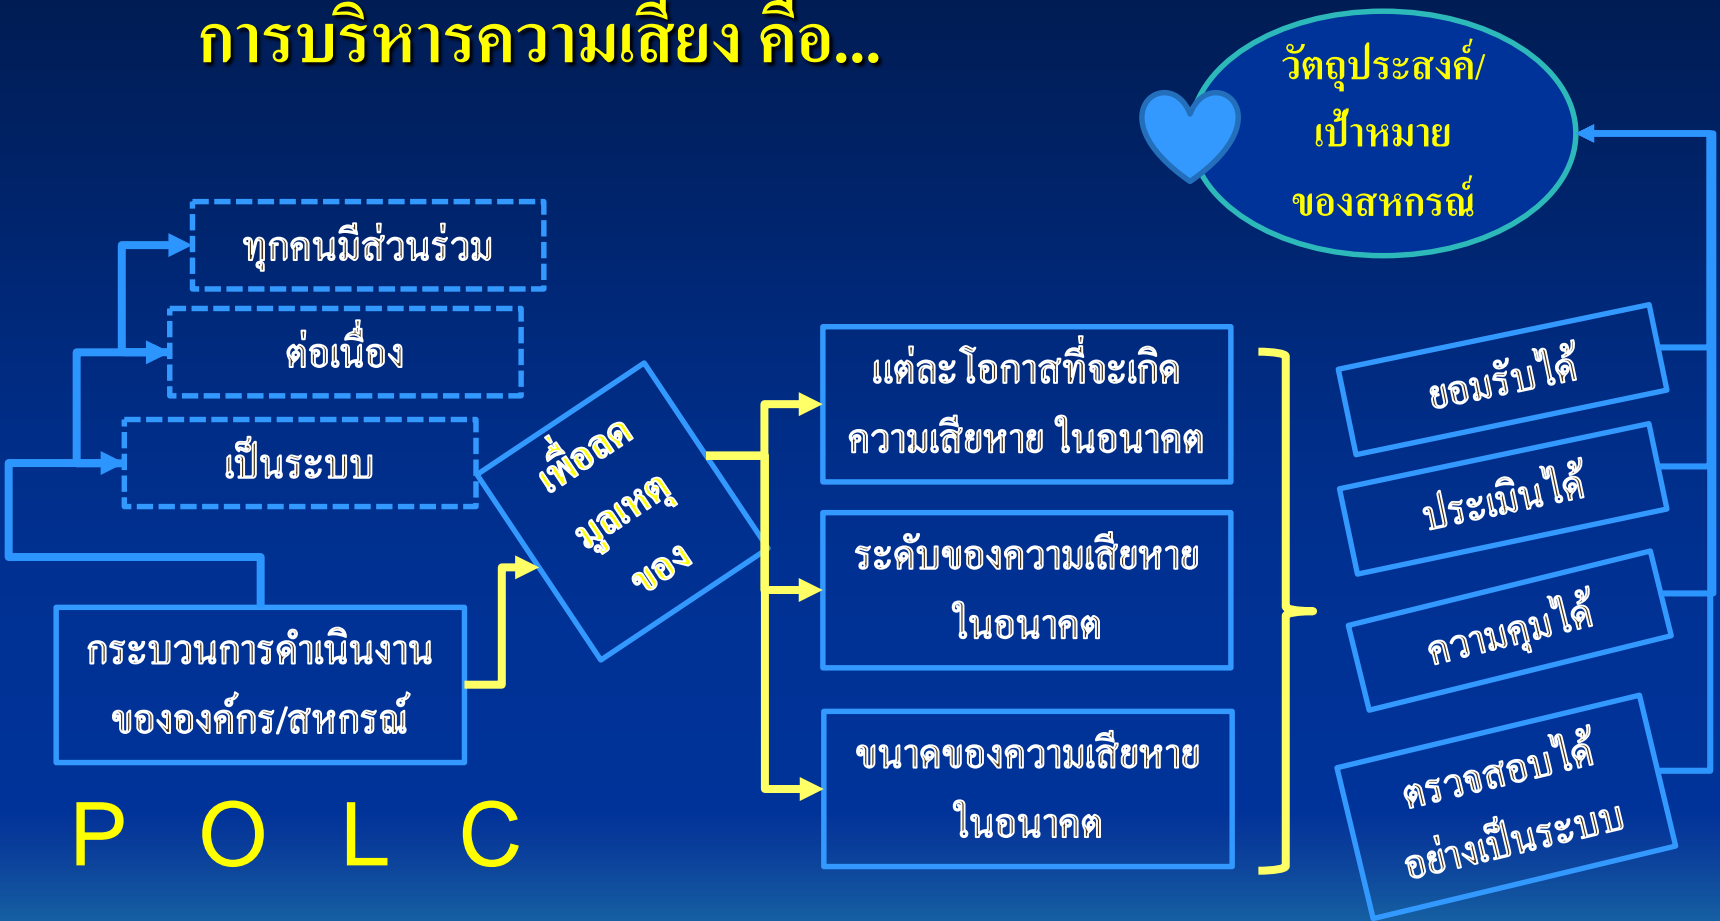 การบริหารความเสี่ยง คือ...
วัตถุประสงค์/
เป้าหมาย
ของสหกรณ์
ทุกคนมีส่วนร่วม
ต่อเนื่อง
เป็นระบบ
กระบวนการดำเนินงาน
ขององค์กร/สหกรณ์
P O L C
เพื่อลด
มูลเหตุ
ของ
แต่ละโอกาสที่จะเกิด
ความเสียหาย ในอนาคต
ระดับของความเสียหาย
ในอนาคต
ขนาดของความเสียหาย
ในอนาคต
ยอมรับได้
ประเมินได้
ความคุมได้
ตรวจสอบได้
อย่างเป็นระบบ